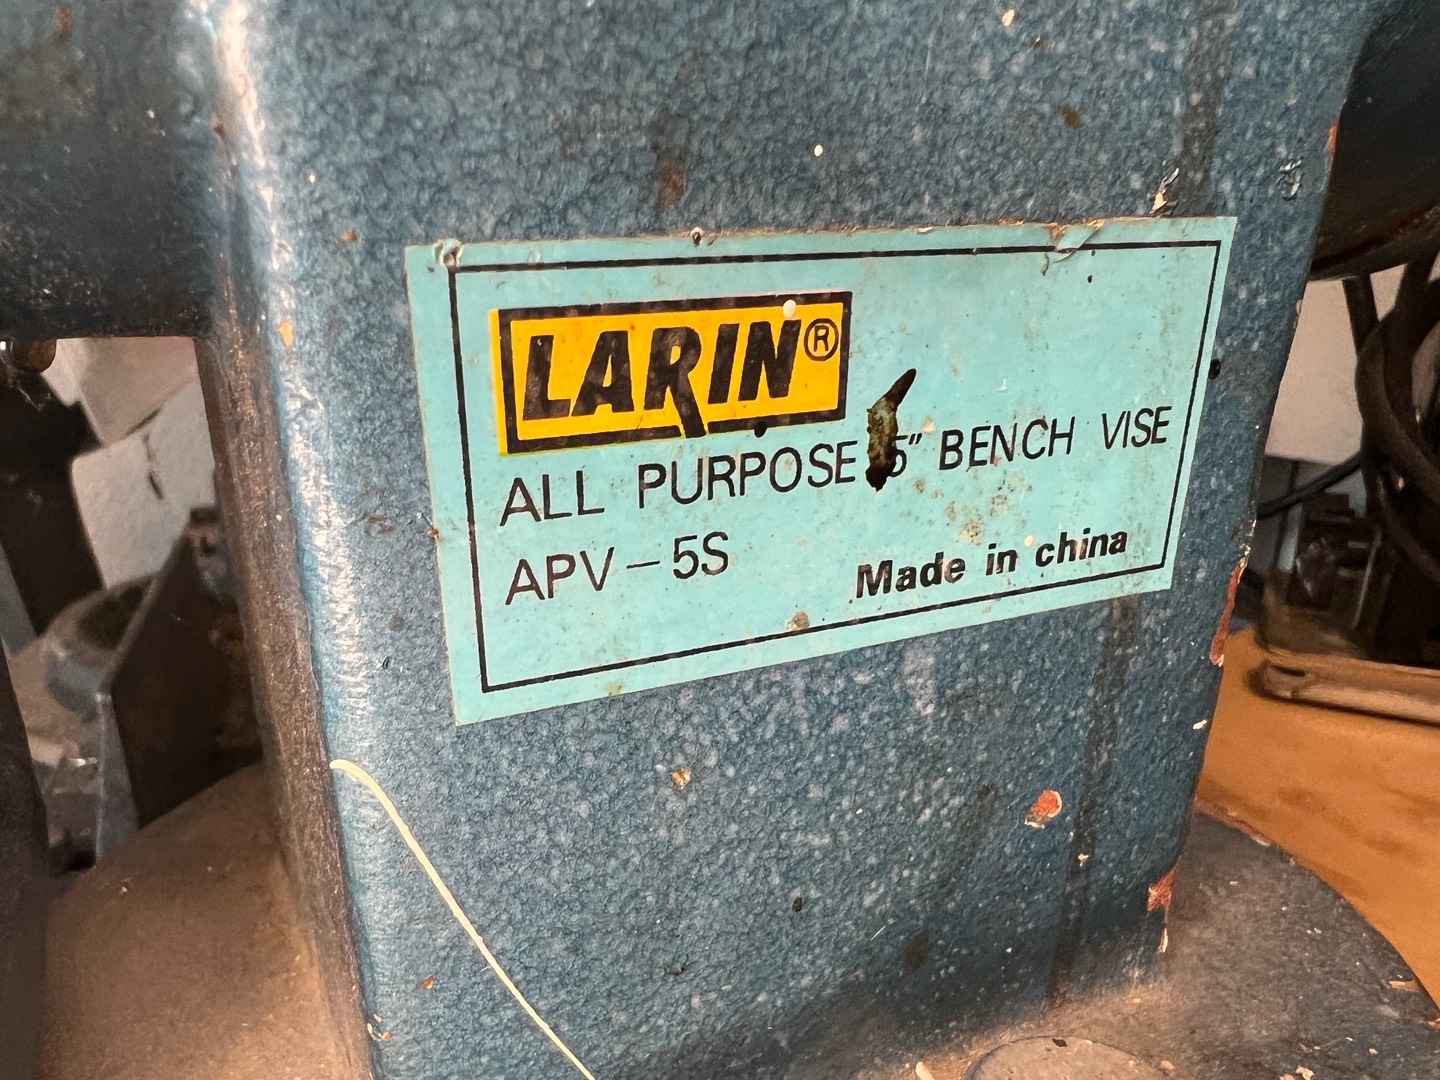 LARIN®
ALL PURPOSE 5" BENCH VISE
APV-5S
Made in china